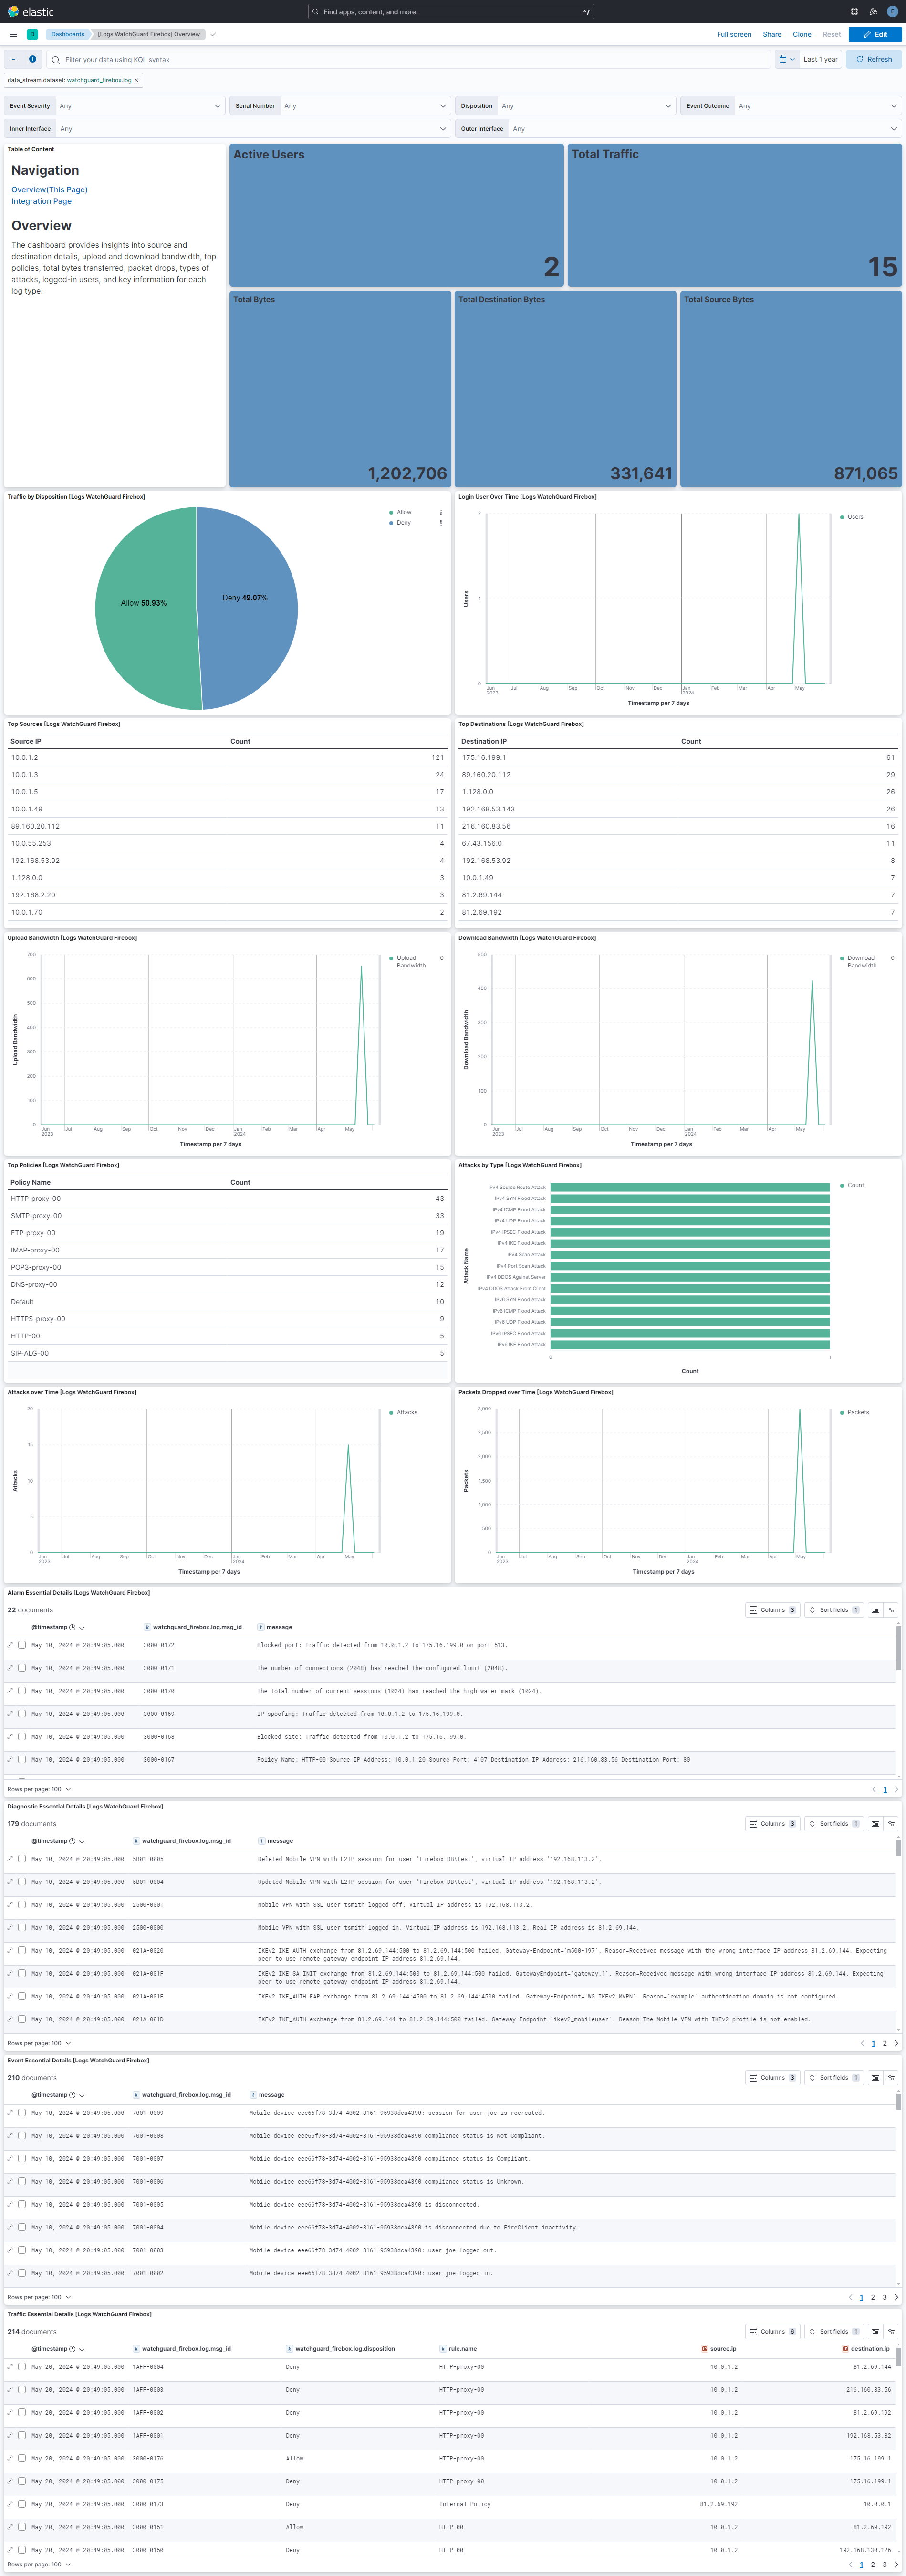 elastic
Find apps, content, and more.
^/
E
D
Dashboards
[Logs WatchGuard Firebox] Overview
Full screen
Share
Clone
Reset
Edit
Filter your data using KQL syntax
Last 1 year
Refresh
data_stream.dataset: watchguard_firebox.log ×
Event Severity Any
Serial Number Any
Disposition Any
Event Outcome Any
Inner Interface Any
Outer Interface Any
Table of Content
Navigation
Overview(This Page)
Integration Page
Overview
The dashboard provides insights into source and
destination details, upload and download bandwidth, top
policies, total bytes transferred, packet drops, types of
attacks, logged-in users, and key information for each
log type.
Active Users
2
Total Traffic
15
Total Bytes
1,202,706
Total Destination Bytes
331,641
Total Source Bytes
871,065
Traffic by Disposition [Logs WatchGuard Firebox]
Allow
Deny
Allow 50.93%
Deny 49.07%
Login User Over Time [Logs WatchGuard Firebox]
Users
2
1
0
Users
Jun 2023 Jul Aug Sep Oct Nov Dec Jan 2024 Feb Mar Apr May
Timestamp per 7 days
Top Sources [Logs WatchGuard Firebox]
Source IP Count
10.0.1.2 121
10.0.1.3 24
10.0.1.5 17
10.0.1.49 13
89.160.20.112 11
10.0.55.253 4
192.168.53.92 4
1.128.0.0 3
192.168.2.20 3
10.0.1.70 2
Top Destinations [Logs WatchGuard Firebox]
Destination IP Count
175.16.199.1 61
89.160.20.112 29
1.128.0.0 26
192.168.53.143 26
216.160.83.56 16
67.43.156.0 11
192.168.53.92 8
10.0.1.49 7
81.2.69.144 7
81.2.69.192 7
Upload Bandwidth [Logs WatchGuard Firebox]
Upload Bandwidth 0
700
600
500
400
300
200
100
0
Upload Bandwidth
Jun 2023 Jul Aug Sep Oct Nov Dec Jan 2024 Feb Mar Apr May
Timestamp per 7 days
Download Bandwidth [Logs WatchGuard Firebox]
Download Bandwidth 0
500
400
300
200
100
0
Download Bandwidth
Jun 2023 Jul Aug Sep Oct Nov Dec Jan 2024 Feb Mar Apr May
Timestamp per 7 days
Top Policies [Logs WatchGuard Firebox]
Policy Name Count
HTTP-proxy-00 43
SMTP-proxy-00 33
FTP-proxy-00 19
IMAP-proxy-00 17
POP3-proxy-00 15
DNS-proxy-00 12
Default 10
HTTPS-proxy-00 9
HTTP-00 5
SIP-ALG-00 5
Attacks by Type [Logs WatchGuard Firebox]
Count
Attack Name
IPv4 Source Route Attack
IPv4 SYN Flood Attack
IPv4 ICMP Flood Attack
IPv4 UDP Flood Attack
IPv4 IPSEC Flood Attack
IPv4 IKE Flood Attack
IPv4 Scan Attack
IPv4 Port Scan Attack
IPv4 DDOS Against Server
IPv4 DDOS Attack From Client
IPv6 SYN Flood Attack
IPv6 ICMP Flood Attack
IPv6 UDP Flood Attack
IPv6 IPSEC Flood Attack
IPv6 IKE Flood Attack
0 1
Count
Attacks over Time [Logs WatchGuard Firebox]
Attacks
20
15
10
5
0
Attacks
Jun 2023 Jul Aug Sep Oct Nov Dec Jan 2024 Feb Mar Apr May
Timestamp per 7 days
Packets Dropped over Time [Logs WatchGuard Firebox]
Packets
3,000
2,500
2,000
1,500
1,000
500
0
Packets
Jun 2023 Jul Aug Sep Oct Nov Dec Jan 2024 Feb Mar Apr May
Timestamp per 7 days
Alarm Essential Details [Logs WatchGuard Firebox]
22 documents
Columns 3 Sort fields 1
@timestamp k watchguard_firebox.log.msg_id t message
May 10, 2024 @ 20:49:05.000 3000-0172 Blocked port: Traffic detected from 10.0.1.2 to 175.16.199.0 on port 513.
May 10, 2024 @ 20:49:05.000 3000-0171 The number of connections (2048) has reached the configured limit (2048).
May 10, 2024 @ 20:49:05.000 3000-0170 The total number of current sessions (1024) has reached the high water mark (1024).
May 10, 2024 @ 20:49:05.000 3000-0169 IP spoofing: Traffic detected from 10.0.1.2 to 175.16.199.0.
May 10, 2024 @ 20:49:05.000 3000-0168 Blocked site: Traffic detected from 10.0.1.2 to 175.16.199.0.
May 10, 2024 @ 20:49:05.000 3000-0167 Policy Name: HTTP-00 Source IP Address: 10.0.1.20 Source Port: 4107 Destination IP Address: 216.160.83.56 Destination Port: 80
Rows per page: 100 1
Diagnostic Essential Details [Logs WatchGuard Firebox]
179 documents
Columns 3 Sort fields 1
@timestamp k watchguard_firebox.log.msg_id t message
May 10, 2024 @ 20:49:05.000 5B01-0005 Deleted Mobile VPN with L2TP session for user `Firebox-DB\test`, virtual IP address `192.168.113.2`.
May 10, 2024 @ 20:49:05.000 5B01-0004 Updated Mobile VPN with L2TP session for user `Firebox-DB\test`, virtual IP address `192.168.113.2`.
May 10, 2024 @ 20:49:05.000 2500-0001 Mobile VPN with SSL user tsmith logged off. Virtual IP address is 192.168.113.2.
May 10, 2024 @ 20:49:05.000 2500-0000 Mobile VPN with SSL user tsmith logged in. Virtual IP address is 192.168.113.2. Real IP address is 81.2.69.144.
May 10, 2024 @ 20:49:05.000 021A-0020 IKEv2 IKE_AUTH exchange from 81.2.69.144:500 to 81.2.69.144:500 failed. Gateway-Endpoint=`m500-197`. Reason=Received message with the wrong interface IP address 81.2.69.144. Expecting
peer to use remote gateway endpoint IP address 81.2.69.144.
May 10, 2024 @ 20:49:05.000 021A-001F IKEv2 IKE_SA_INIT exchange from 81.2.69.144:500 to 81.2.69.144:500 failed. GatewayEndpoint=`gateway.1`. Reason=Received message with wrong interface IP address 81.2.69.144. Expecting
peer to use remote gateway endpoint IP address 81.2.69.144.
May 10, 2024 @ 20:49:05.000 021A-001E IKEv2 IKE_AUTH EAP exchange from 81.2.69.144:4500 to 81.2.69.144:4500 failed. Gateway-Endpoint=`WG IKEv2 MVPN`. Reason=`example` authentication domain is not configured.
May 10, 2024 @ 20:49:05.000 021A-001D IKEv2 IKE_AUTH exchange from 81.2.69.144 to 81.2.69.144:500 failed. Gateway-Endpoint=`ikev2_mobileuser`. Reason=The Mobile VPN with IKEv2 profile is not enabled.
Rows per page: 100 1 2
Event Essential Details [Logs WatchGuard Firebox]
210 documents
Columns 3 Sort fields 1
@timestamp k watchguard_firebox.log.msg_id t message
May 10, 2024 @ 20:49:05.000 7001-0009 Mobile device eee66f78-3d74-4002-8161-95938dca4390: session for user joe is recreated.
May 10, 2024 @ 20:49:05.000 7001-0008 Mobile device eee66f78-3d74-4002-8161-95938dca4390 compliance status is Not Compliant.
May 10, 2024 @ 20:49:05.000 7001-0007 Mobile device eee66f78-3d74-4002-8161-95938dca4390 compliance status is Compliant.
May 10, 2024 @ 20:49:05.000 7001-0006 Mobile device eee66f78-3d74-4002-8161-95938dca4390 compliance status is Unknown.
May 10, 2024 @ 20:49:05.000 7001-0005 Mobile device eee66f78-3d74-4002-8161-95938dca4390 is disconnected.
May 10, 2024 @ 20:49:05.000 7001-0004 Mobile device eee66f78-3d74-4002-8161-95938dca4390 is disconnected due to FireClient inactivity.
May 10, 2024 @ 20:49:05.000 7001-0003 Mobile device eee66f78-3d74-4002-8161-95938dca4390: user joe logged out.
May 10, 2024 @ 20:49:05.000 7001-0002 Mobile device eee66f78-3d74-4002-8161-95938dca4390: user joe logged in.
Rows per page: 100 1 2 3
Traffic Essential Details [Logs WatchGuard Firebox]
214 documents
Columns 6 Sort fields 1
@timestamp k watchguard_firebox.log.msg_id k watchguard_firebox.log.disposition k rule.name source.ip destination.ip
May 20, 2024 @ 20:49:05.000 1AFF-0004 Deny HTTP-proxy-00 10.0.1.2 81.2.69.144
May 20, 2024 @ 20:49:05.000 1AFF-0003 Deny HTTP-proxy-00 10.0.1.2 216.160.83.56
May 20, 2024 @ 20:49:05.000 1AFF-0002 Deny HTTP-proxy-00 10.0.1.2 81.2.69.192
May 20, 2024 @ 20:49:05.000 1AFF-0001 Deny HTTP-proxy-00 10.0.1.2 192.168.53.82
May 20, 2024 @ 20:49:05.000 3000-0176 Allow HTTP-proxy-00 10.0.1.2 175.16.199.1
May 20, 2024 @ 20:49:05.000 3000-0175 Deny HTTP proxy-00 10.0.1.2 175.16.199.1
May 20, 2024 @ 20:49:05.000 3000-0173 Deny Internal Policy 81.2.69.192 10.0.0.1
May 20, 2024 @ 20:49:05.000 3000-0151 Allow HTTP-00 10.0.1.2 81.2.69.192
May 20, 2024 @ 20:49:05.000 3000-0150 Deny HTTP-00 10.0.1.2 192.168.130.126
Rows per page: 100 1 2 3